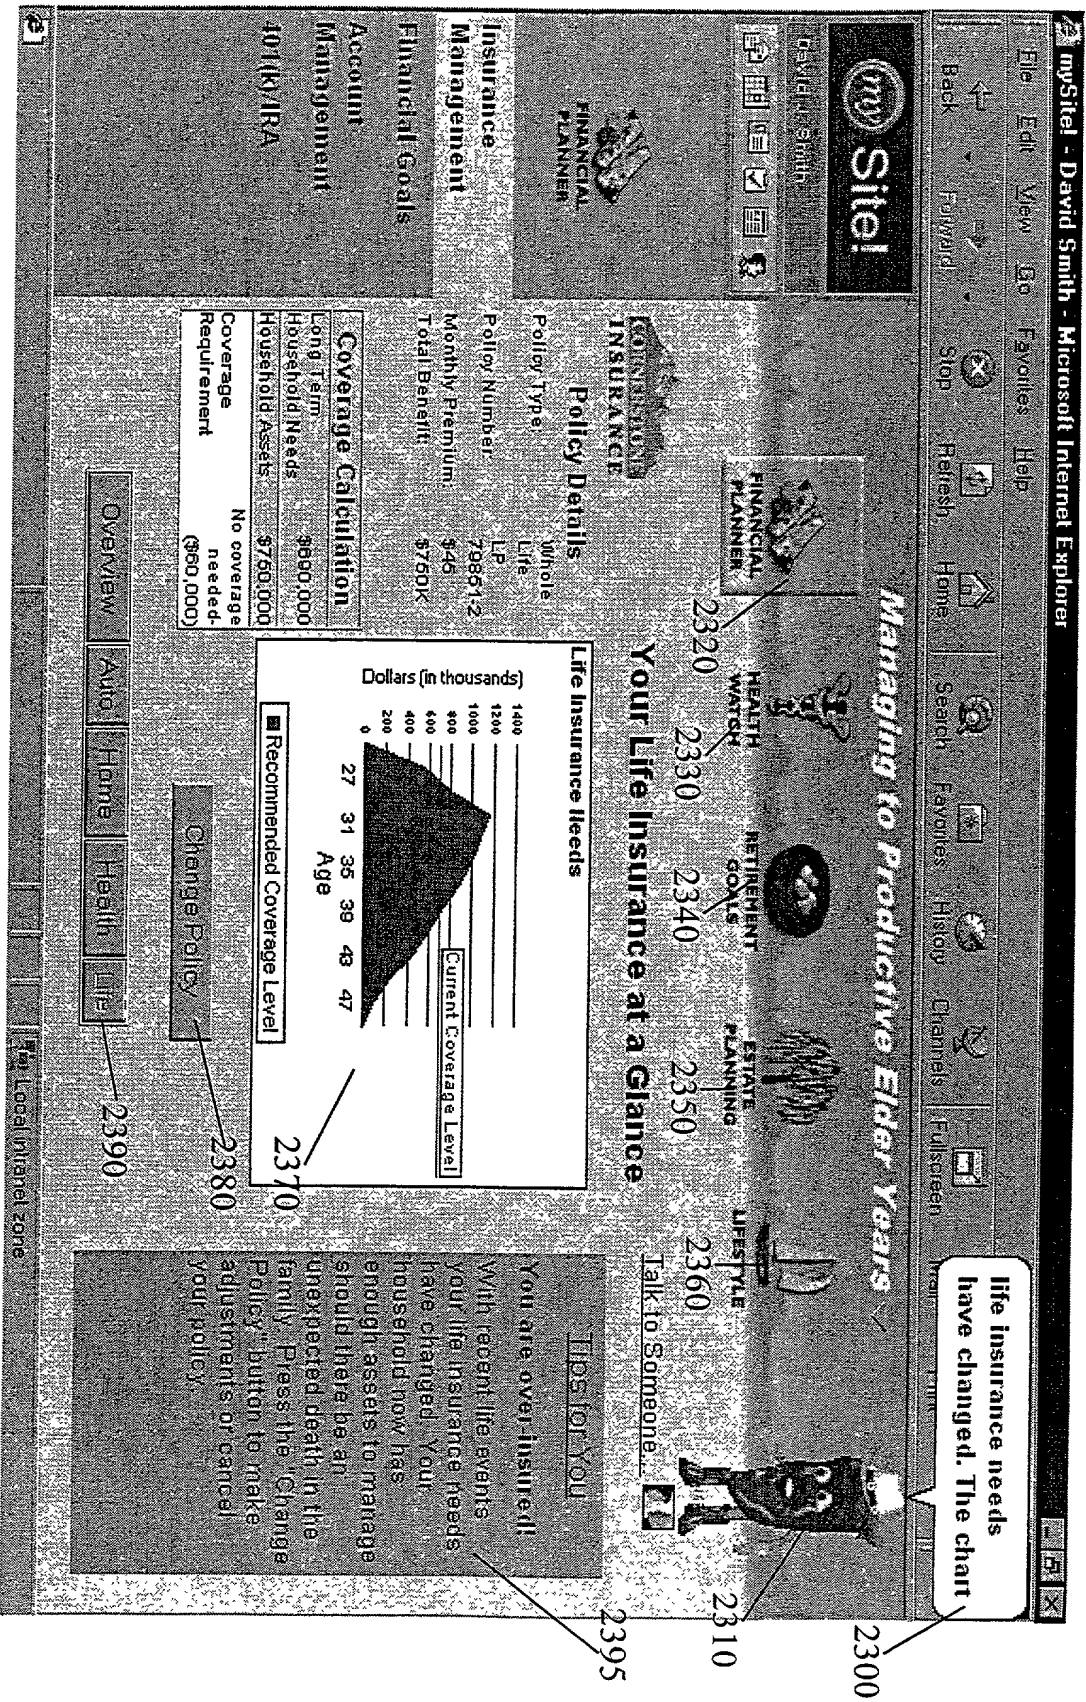 mySite! - David Smith - Microsoft Internet Explorer
File Edit View Go Favorites Help
Back Forward Stop Refresh Home Search Favorites History Channels Fullscreen
life insurance needs
have changed. The chart
2300
my Site!
Managing to Productive Elder Years
2310
FINANCIAL
PLANNER
2320
HEALTH
WATCH
2330
RETIREMENT
GOALS
2340
ESTATE
PLANNING
2350
LIFESTYLE
2360
FINANCIAL
PLANNER
Insurance
Management
Financial Goals
Account
Management
401(k)/IRA
INSURANCE
Your Life Insurance at a Glance
Talk to Someone...
Policy Details
Policy Type: Whole
Life
Policy Number: LP
79851-2
Monthly Premium: $45
Total Benefit: $750K
Coverage Calculation
Long Term
Household Needs $690,000
Household Assets $750,000
Coverage
Requirement
No coverage
needed-
($60,000)
Life Insurance Needs
Dollars (in thousands)
1400
1200
1000
800
600
400
200
0
27 31 35 39 43 47
Age
Current Coverage Level
Recommended Coverage Level
2370
Change Policy
2380
Overview Auto Home Health Life
2390
Tips for You
You are over-insured!
With recent life events
your life insurance needs
have changed. Your
household now has
enough assets to manage
should there be an
unexpected death in the
family. Press the "Change
Policy" button to make
adjustments or cancel
your policy.
2395
Local intranet zone